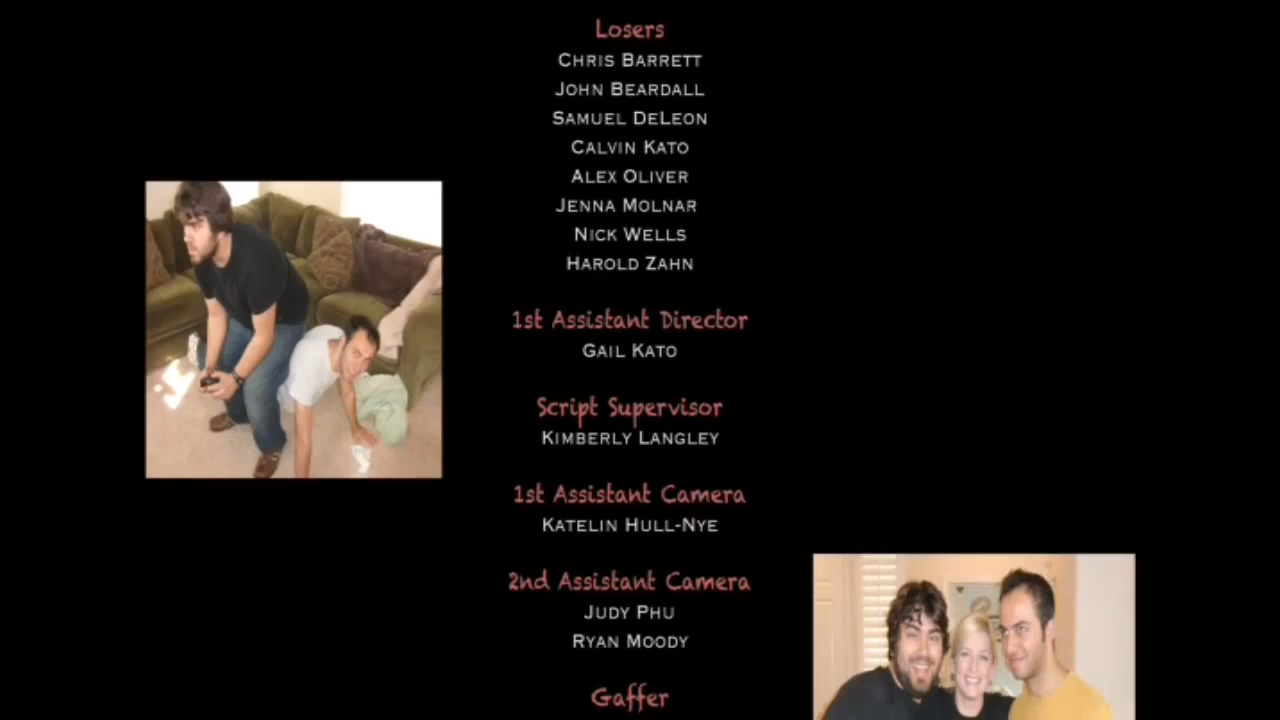 Losers
Chris Barrett
John Beardall
Samuel DeLeon
Calvin Kato
Alex Oliver
Jenna Molnar
Nick Wells
Harold Zahn
1st Assistant Director
Gail Kato
Script Supervisor
Kimberly Langley
1st Assistant Camera
Katelin Hull-Nye
2nd Assistant Camera
Judy Phu
Ryan Moody
Gaffer